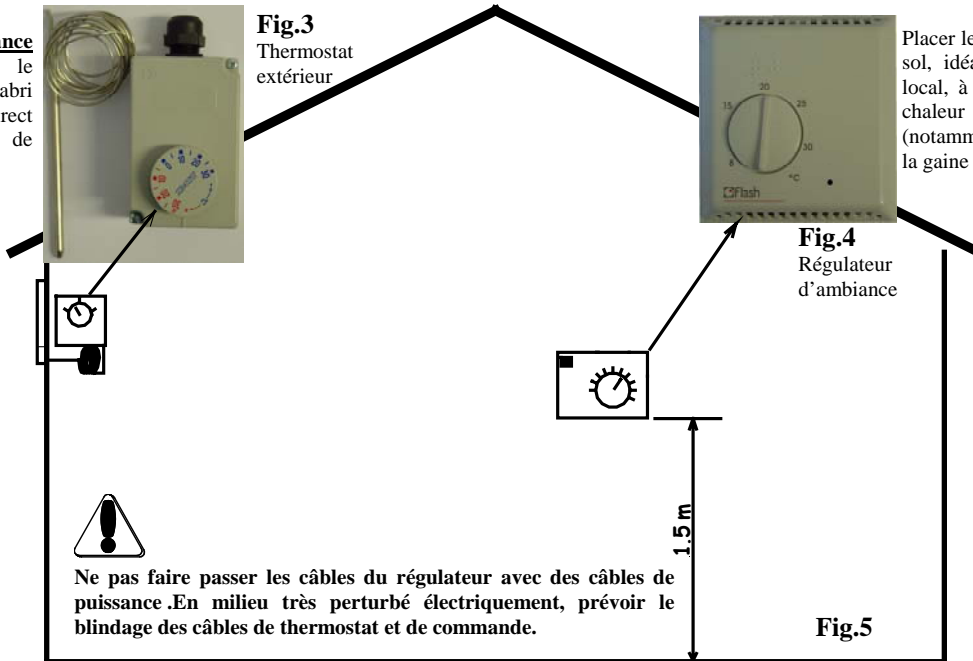 ance
le
abri
rect
de
Fig.3
Thermostat
extérieur
Placer le
sol, idéa
local, à
chaleur
(notamm
la gaine
15
20
25
30
8
°C
Flash
Fig.4
Régulateur
d'ambiance
1.5 m
Ne pas faire passer les câbles du régulateur avec des câbles de
puissance .En milieu très perturbé électriquement, prévoir le
blindage des câbles de thermostat et de commande.
Fig.5